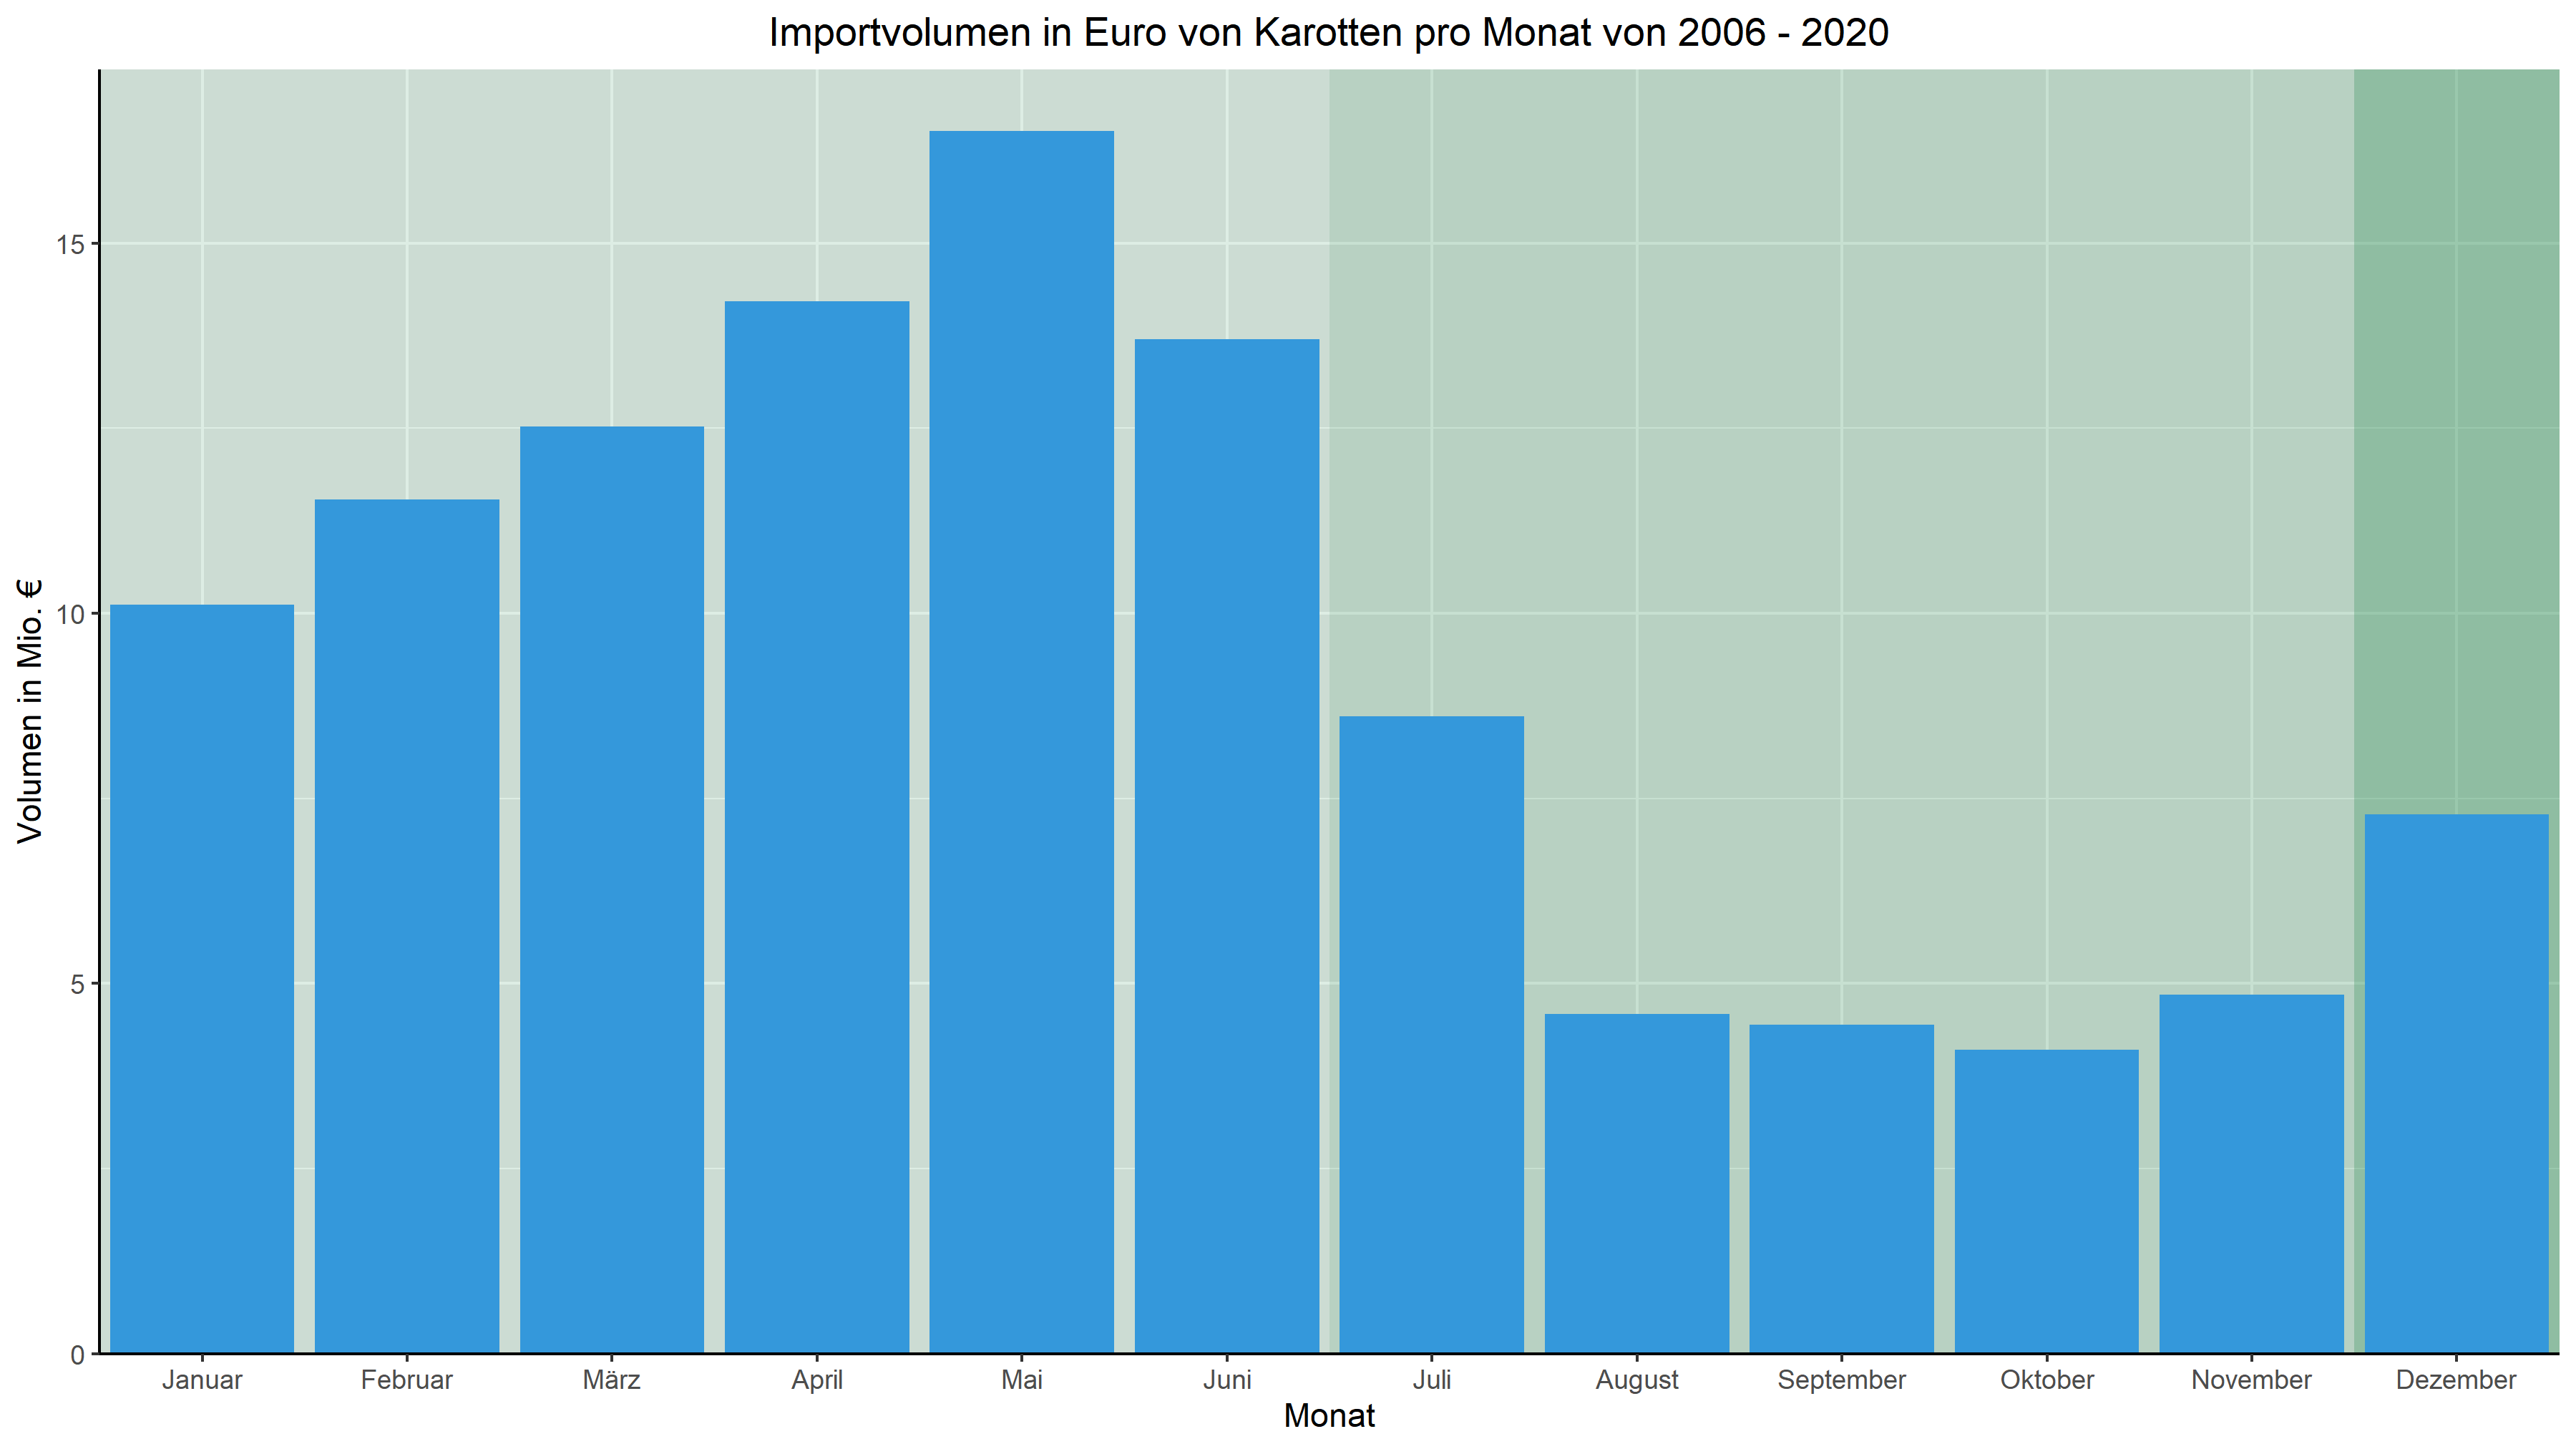 Importvolumen in Euro von Karotten pro Monat von 2006 - 2020
Volumen in Mio. €
15
10
5
0
Januar Februar März April Mai Juni Juli August September Oktober November Dezember
Monat